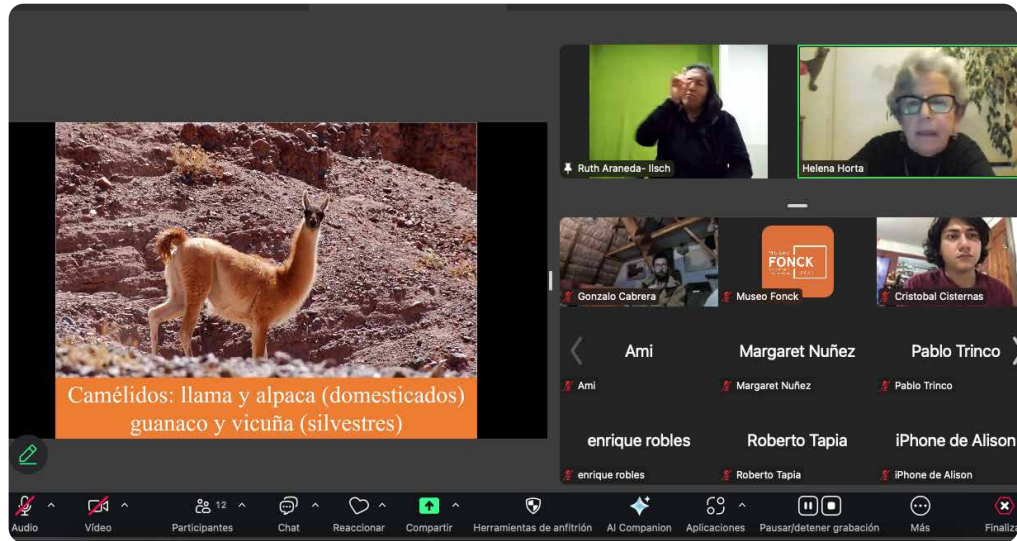 Camélidos: llama y alpaca (domesticados)
guanaco y vicuña (silvestres)
Ruth Araneda- Ilsch
Helena Horta
Gonzalo Cabrera
FONCK
Museo Fonck
Cristobal Cisternas
Ami
Ami
Margaret Nuñez
Margaret Nuñez
Pablo Trinco
Pablo Trinco
enrique robles
enrique robles
Roberto Tapia
Roberto Tapia
iPhone de Alison
iPhone de Alison
Audio
Vídeo
12
Participantes
Chat
Reaccionar
Compartir
Herramientas de anfitrión
AI Companion
Aplicaciones
Pausar/detener grabación
Más
Finaliza